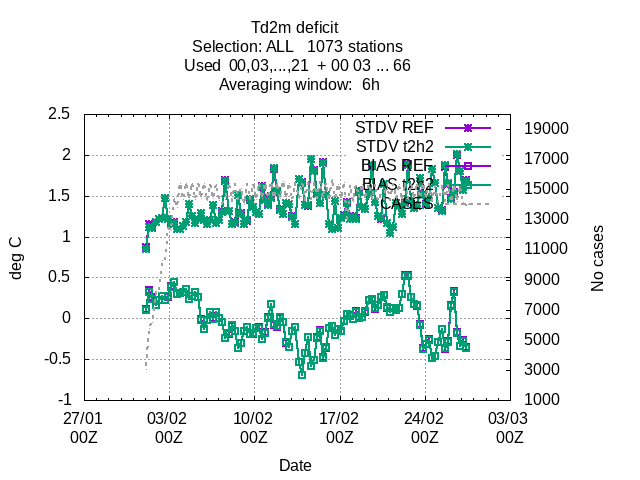 Td2m deficit
Selection: ALL   1073 stations
Used  00,03,...,21  + 00 03 ... 66
Averaging window:  6h
STDV REF
STDV t2h2
BIAS REF
BIAS t2h2
CASES
2.5
2
1.5
1
0.5
0
-0.5
-1
deg C
19000
17000
15000
13000
11000
9000
7000
5000
3000
1000
No cases
27/01 03/02 10/02 17/02 24/02 03/03
00Z 00Z 00Z 00Z 00Z 00Z
Date